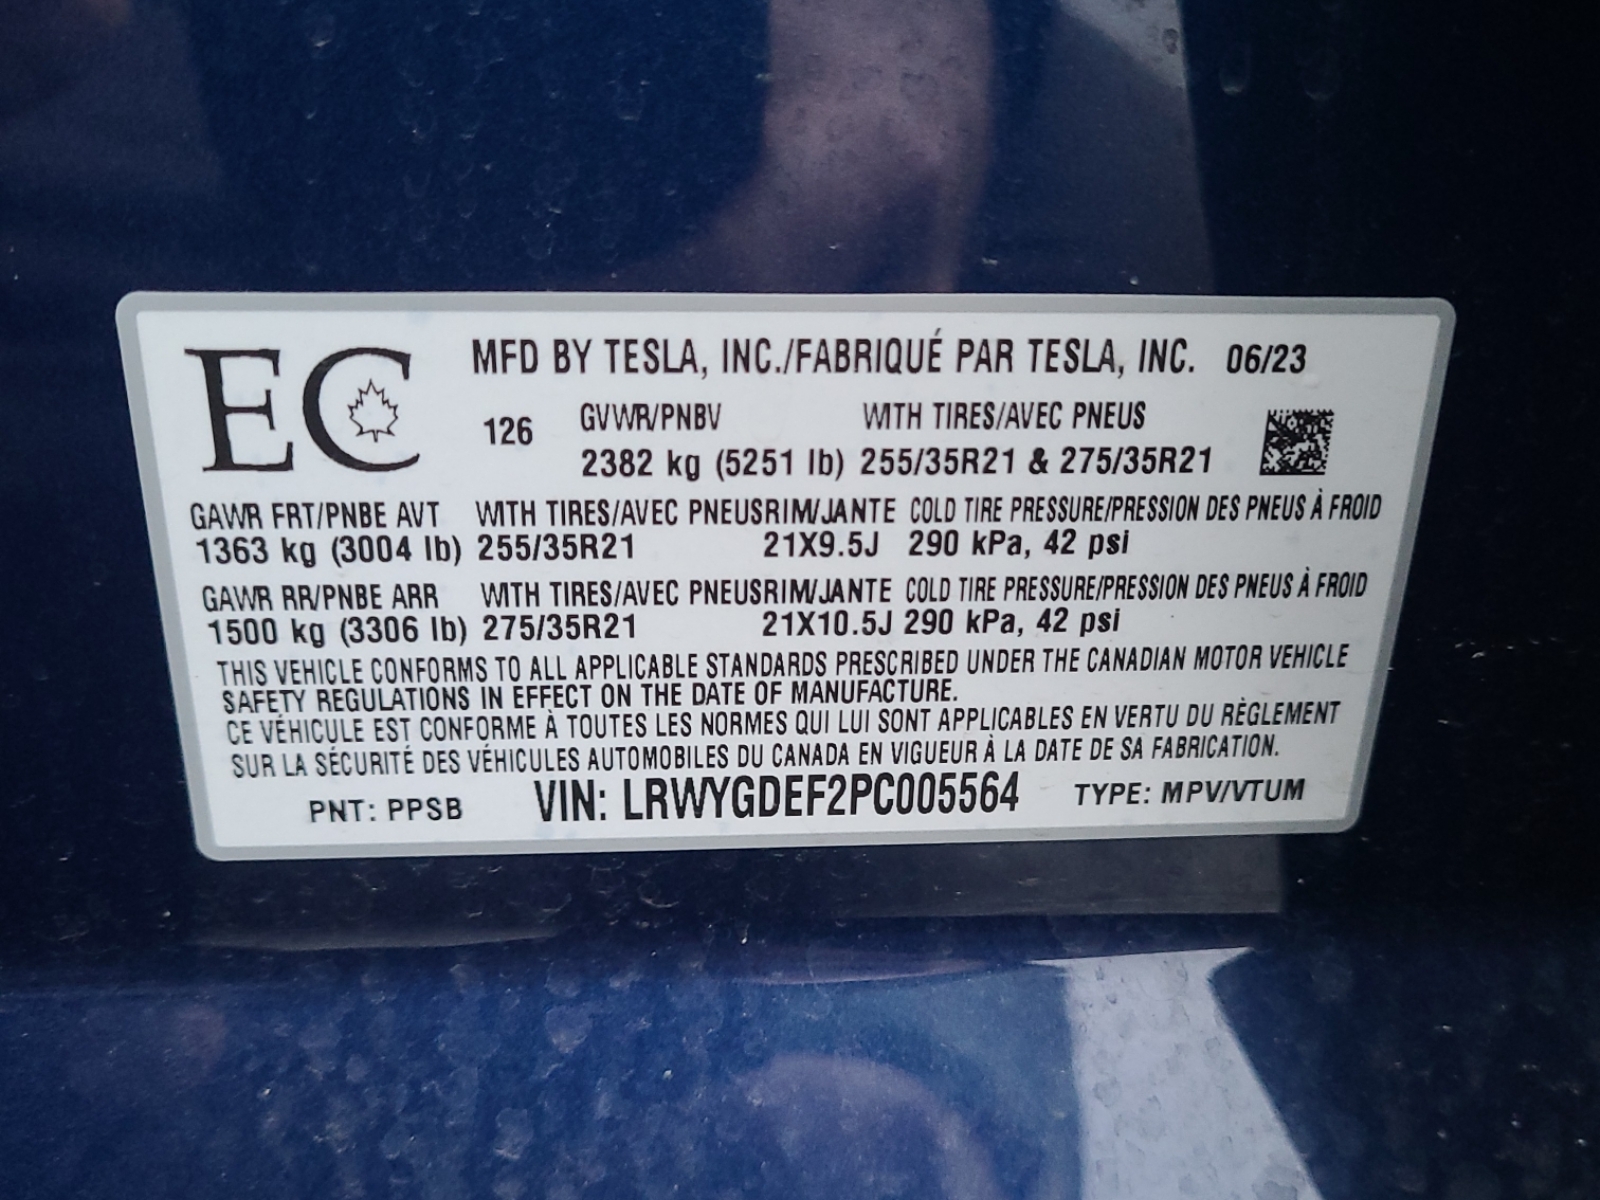 EC
MFD BY TESLA, INC./FABRIQUÉ PAR TESLA, INC. 06/23
126 GVWR/PNBV WITH TIRES/AVEC PNEUS
2382 kg (5251 lb) 255/35R21 & 275/35R21
GAWR FRT/PNBE AVT WITH TIRES/AVEC PNEUSRIM/JANTE COLD TIRE PRESSURE/PRESSION DES PNEUS À FROID
1363 kg (3004 lb) 255/35R21 21X9.5J 290 kPa, 42 psi
GAWR RR/PNBE ARR WITH TIRES/AVEC PNEUSRIM/JANTE COLD TIRE PRESSURE/PRESSION DES PNEUS À FROID
1500 kg (3306 lb) 275/35R21 21X10.5J 290 kPa, 42 psi
THIS VEHICLE CONFORMS TO ALL APPLICABLE STANDARDS PRESCRIBED UNDER THE CANADIAN MOTOR VEHICLE
SAFETY REGULATIONS IN EFFECT ON THE DATE OF MANUFACTURE.
CE VÉHICULE EST CONFORME À TOUTES LES NORMES QUI LUI SONT APPLICABLES EN VERTU DU RÈGLEMENT
SUR LA SÉCURITÉ DES VÉHICULES AUTOMOBILES DU CANADA EN VIGUEUR À LA DATE DE SA FABRICATION.
PNT: PPSB VIN: LRWYGDEF2PC005564 TYPE: MPV/VTUM